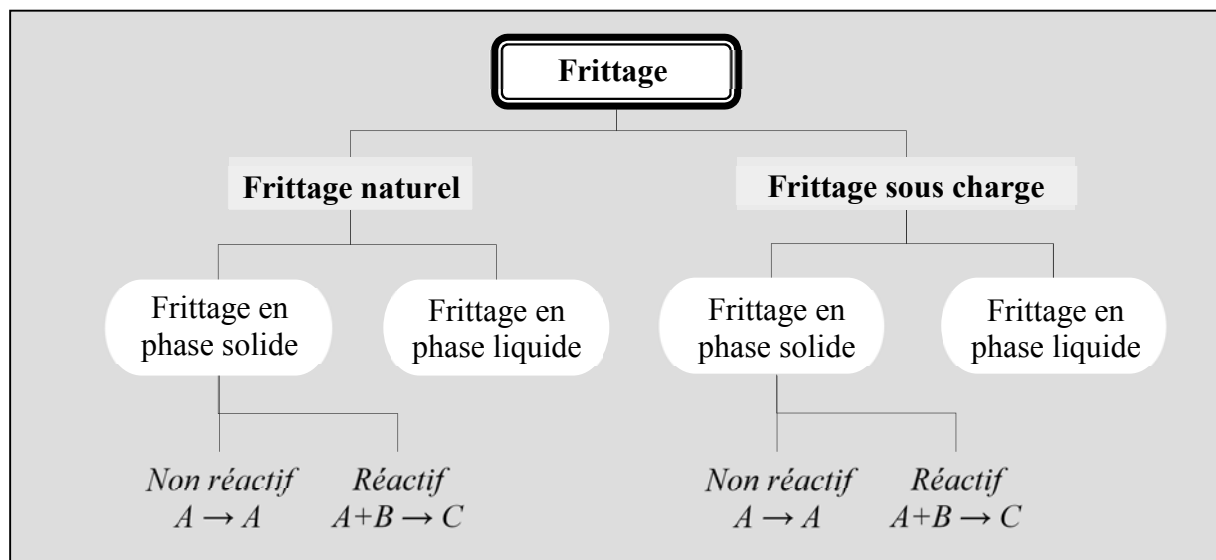 Frittage
Frittage naturel
Frittage sous charge
Frittage en
phase solide
Frittage en
phase liquide
Frittage en
phase solide
Frittage en
phase liquide
Non réactif
A → A
Réactif
A+B → C
Non réactif
A → A
Réactif
A+B → C